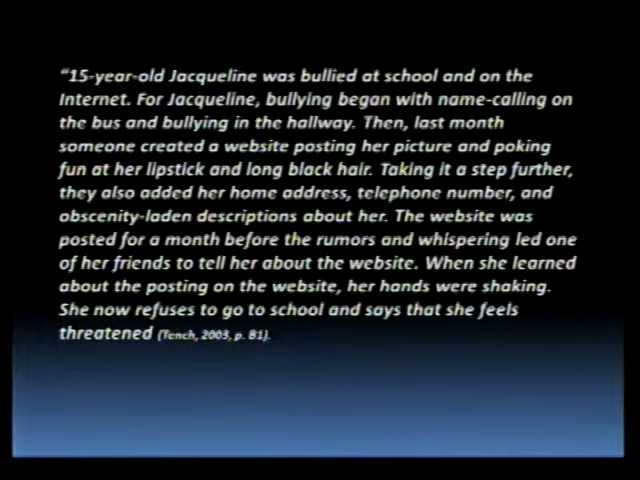 "15-year-old Jacqueline was bullied at school and on the
Internet. For Jacqueline, bullying began with name-calling on
the bus and bullying in the hallway. Then, last month
someone created a website posting her picture and poking
fun at her lipstick and long black hair. Taking it a step further,
they also added her home address, telephone number, and
obscenity-laden descriptions about her. The website was
posted for a month before the rumors and whispering led one
of her friends to tell her about the website. When she learned
about the posting on the website, her hands were shaking.
She now refuses to go to school and says that she feels
threatened (Tench, 2003, p. B1).